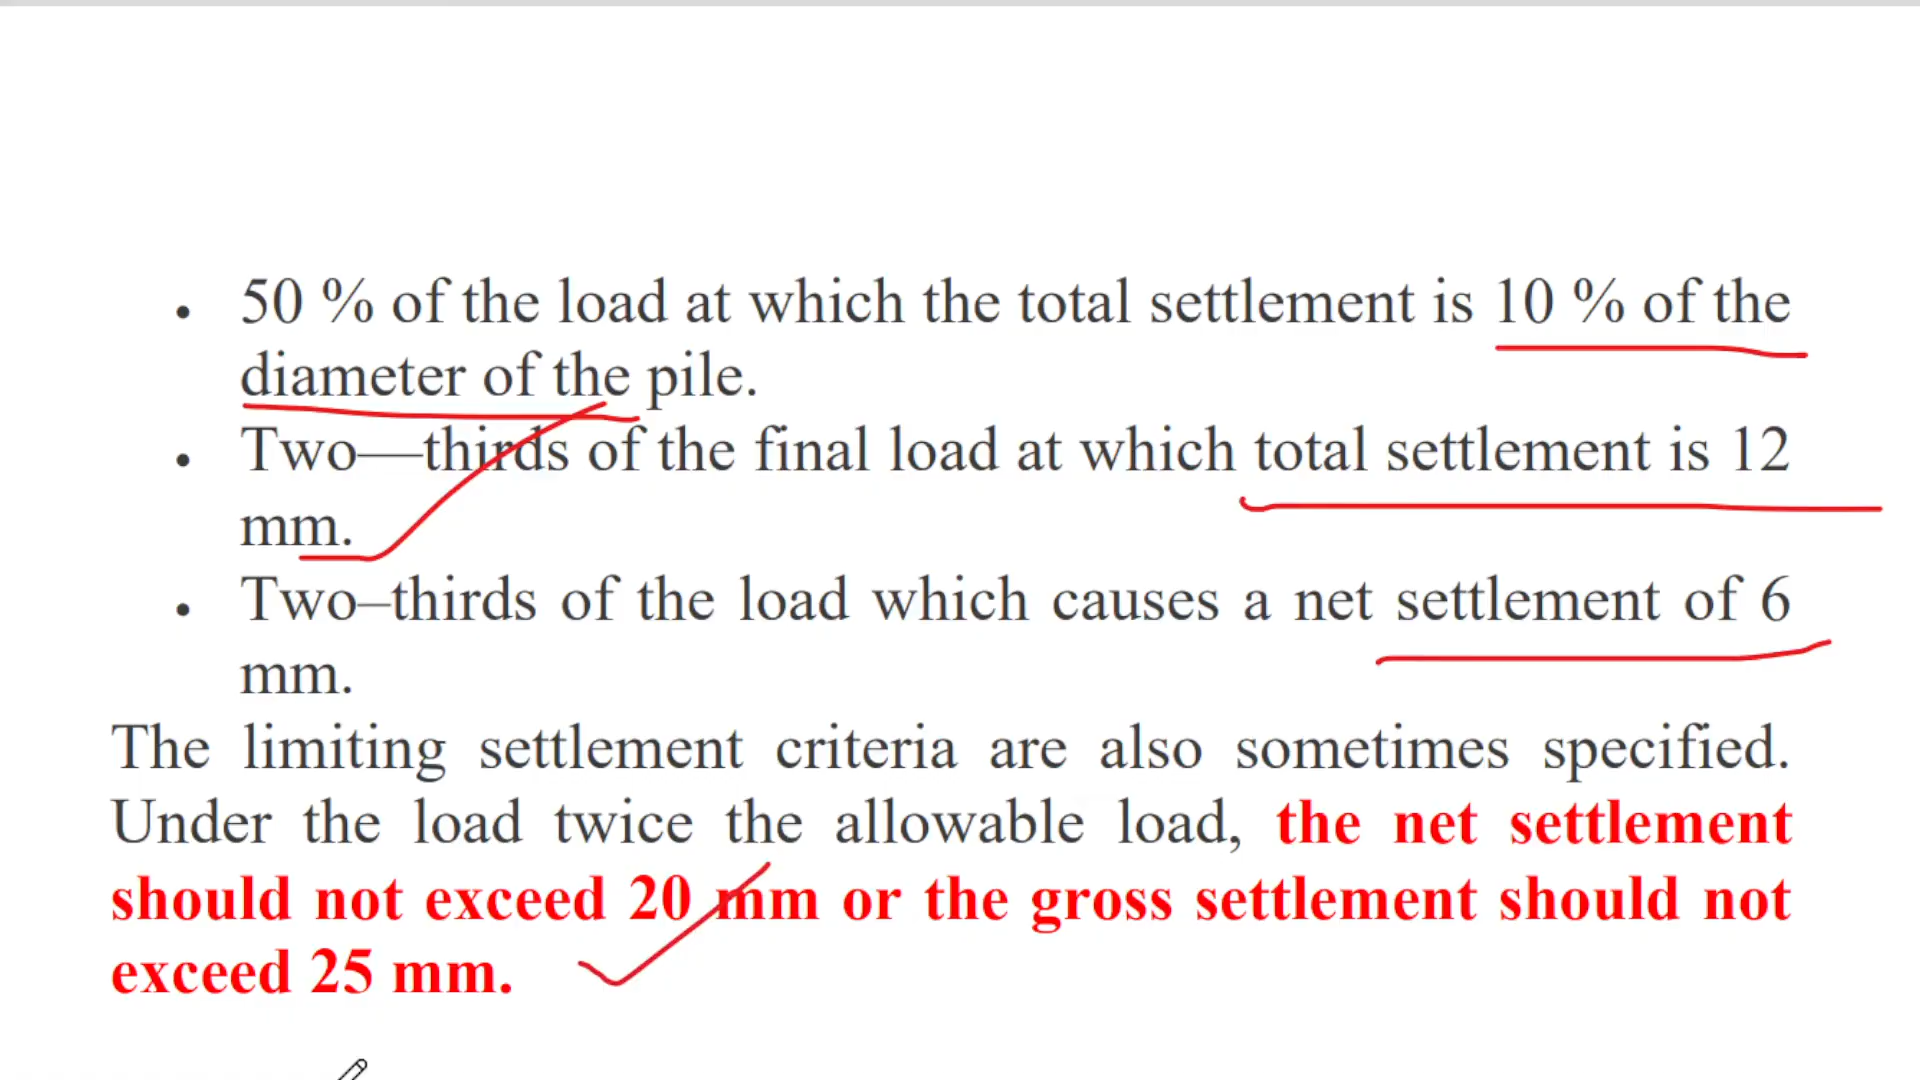 • 50 % of the load at which the total settlement is 10 % of the
diameter of the pile.
• Two—thirds of the final load at which total settlement is 12
mm.
• Two–thirds of the load which causes a net settlement of 6
mm.
The limiting settlement criteria are also sometimes specified.
Under the load twice the allowable load, the net settlement
should not exceed 20 mm or the gross settlement should not
exceed 25 mm.